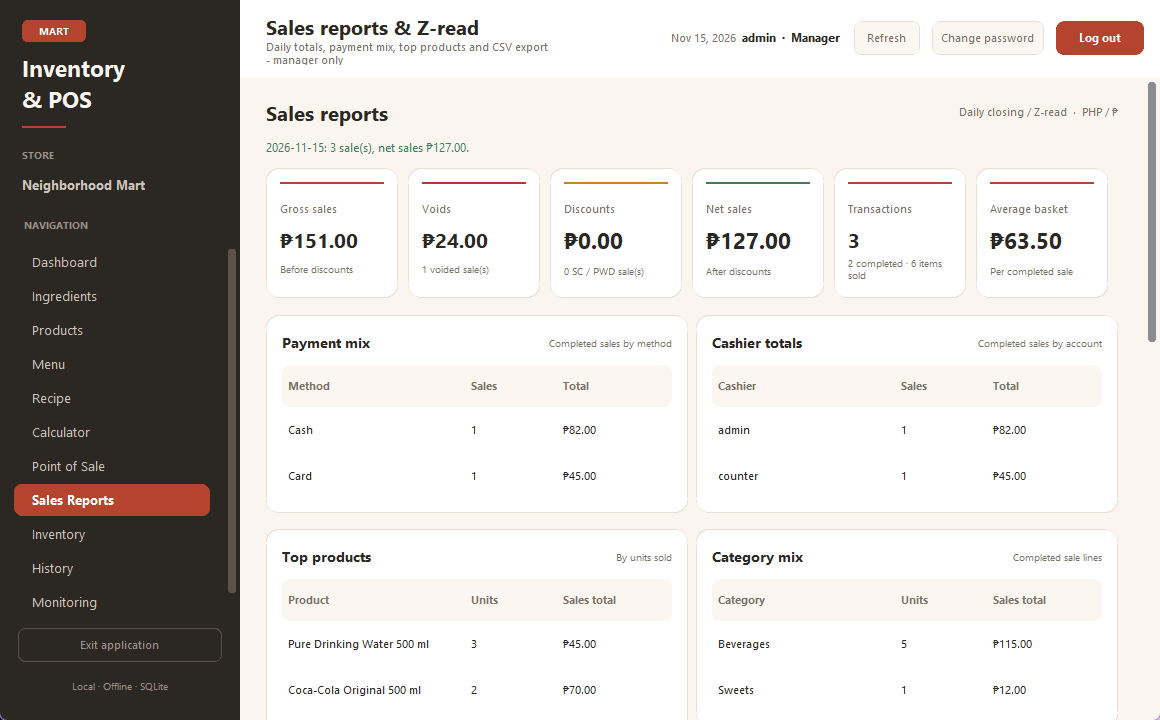 MART
Inventory
& POS
STORE
Neighborhood Mart
NAVIGATION
Dashboard
Ingredients
Products
Menu
Recipe
Calculator
Point of Sale
Sales Reports
Inventory
History
Monitoring
Exit application
Local · Offline · SQLite
Sales reports & Z-read
Daily totals, payment mix, top products and CSV export
- manager only
Nov 15, 2026 admin · Manager
Refresh
Change password
Log out
Sales reports
Daily closing / Z-read · PHP / ₱
2026-11-15: 3 sale(s), net sales ₱127.00.
Gross sales
₱151.00
Before discounts
Voids
₱24.00
1 voided sale(s)
Discounts
₱0.00
0 SC / PWD sale(s)
Net sales
₱127.00
After discounts
Transactions
3
2 completed · 6 items
sold
Average basket
₱63.50
Per completed sale
Payment mix
Completed sales by method
Method Sales Total
Cash 1 ₱82.00
Card 1 ₱45.00
Cashier totals
Completed sales by account
Cashier Sales Total
admin 1 ₱82.00
counter 1 ₱45.00
Top products
By units sold
Product Units Sales total
Pure Drinking Water 500 ml 3 ₱45.00
Coca-Cola Original 500 ml 2 ₱70.00
Category mix
Completed sale lines
Category Units Sales total
Beverages 5 ₱115.00
Sweets 1 ₱12.00